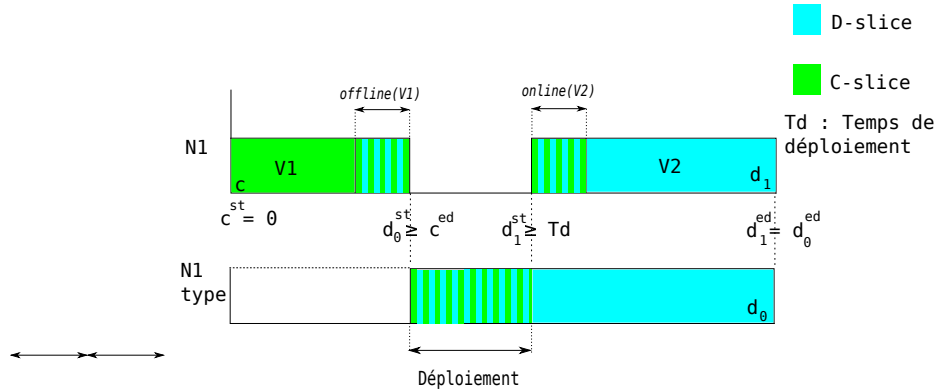 D-slice
C-slice
Td : Temps de
déploiement
offline(V1)
online(V2)
N1
V1
V2
c
d₁
cˢᵗ = 0
d₀ˢᵗ ≥ cᵉᵈ
d₁ˢᵗ ≥ Td
d₁ᵉᵈ = d₀ᵉᵈ
N1
type
d₀
Déploiement